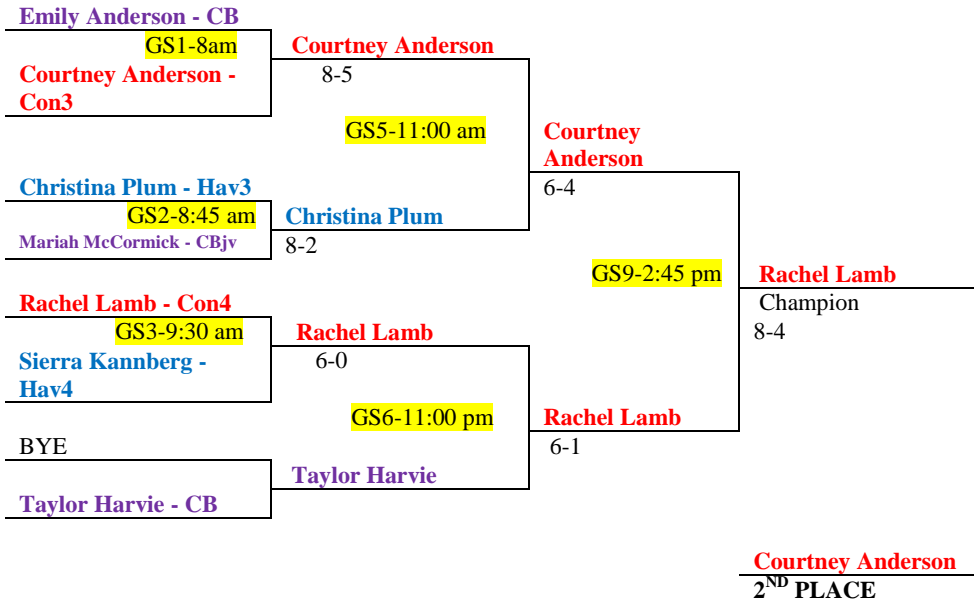 Emily Anderson - CB
GS1-8am
Courtney Anderson -
Con3
Courtney Anderson
8-5
GS5-11:00 am
Christina Plum - Hav3
GS2-8:45 am
Mariah McCormick - CBjv
Christina Plum
8-2
Courtney
Anderson
6-4
GS9-2:45 pm
Rachel Lamb - Con4
GS3-9:30 am
Sierra Kannberg -
Hav4
Rachel Lamb
6-0
GS6-11:00 pm
BYE
Taylor Harvie - CB
Taylor Harvie
Rachel Lamb
6-1
Rachel Lamb
Champion
8-4
Courtney Anderson
2ND PLACE